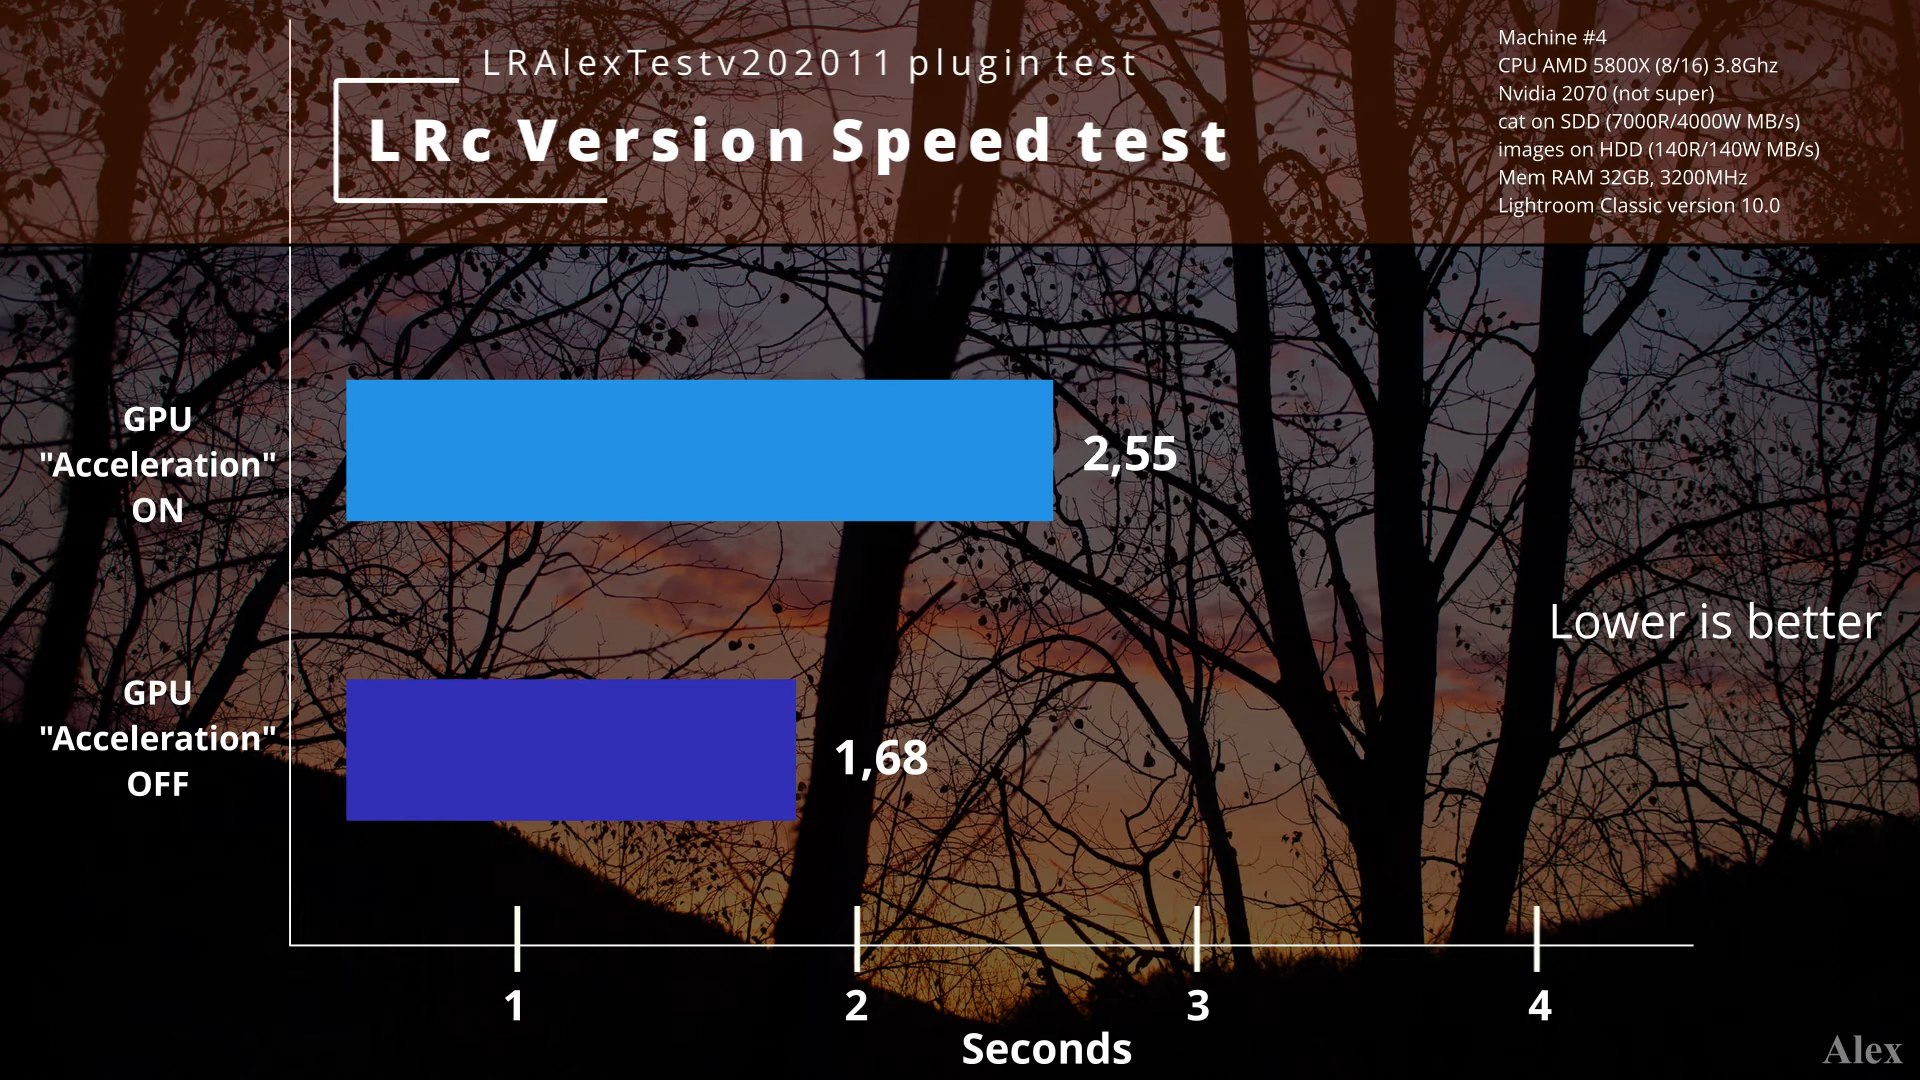 LRAlexTestv202011 plugin test
LRc Version Speed test
Machine #4
CPU AMD 5800X (8/16) 3.8Ghz
Nvidia 2070 (not super)
cat on SDD (7000R/4000W MB/s)
images on HDD (140R/140W MB/s)
Mem RAM 32GB, 3200MHz
Lightroom Classic version 10.0
GPU
"Acceleration"
ON
2,55
Lower is better
GPU
"Acceleration"
OFF
1,68
1 2 3 4
Seconds
Alex